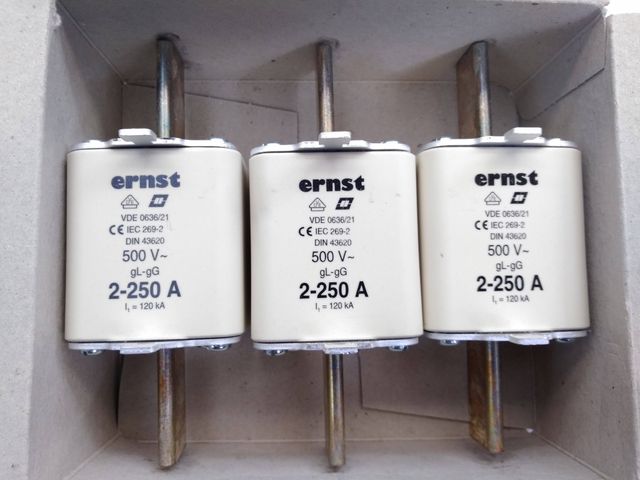 ernst
VDE 0636/21
CE IEC 269-2
DIN 43620
500 V~
gL-gG
2-250 A
I₁ = 120 kA
ernst
VDE 0636/21
CE IEC 269-2
DIN 43620
500 V~
gL-gG
2-250 A
I₁ = 120 kA
ernst
VDE 0636/21
CE IEC 269-2
DIN 43620
500 V~
gL-gG
2-250 A
I₁ = 120 kA